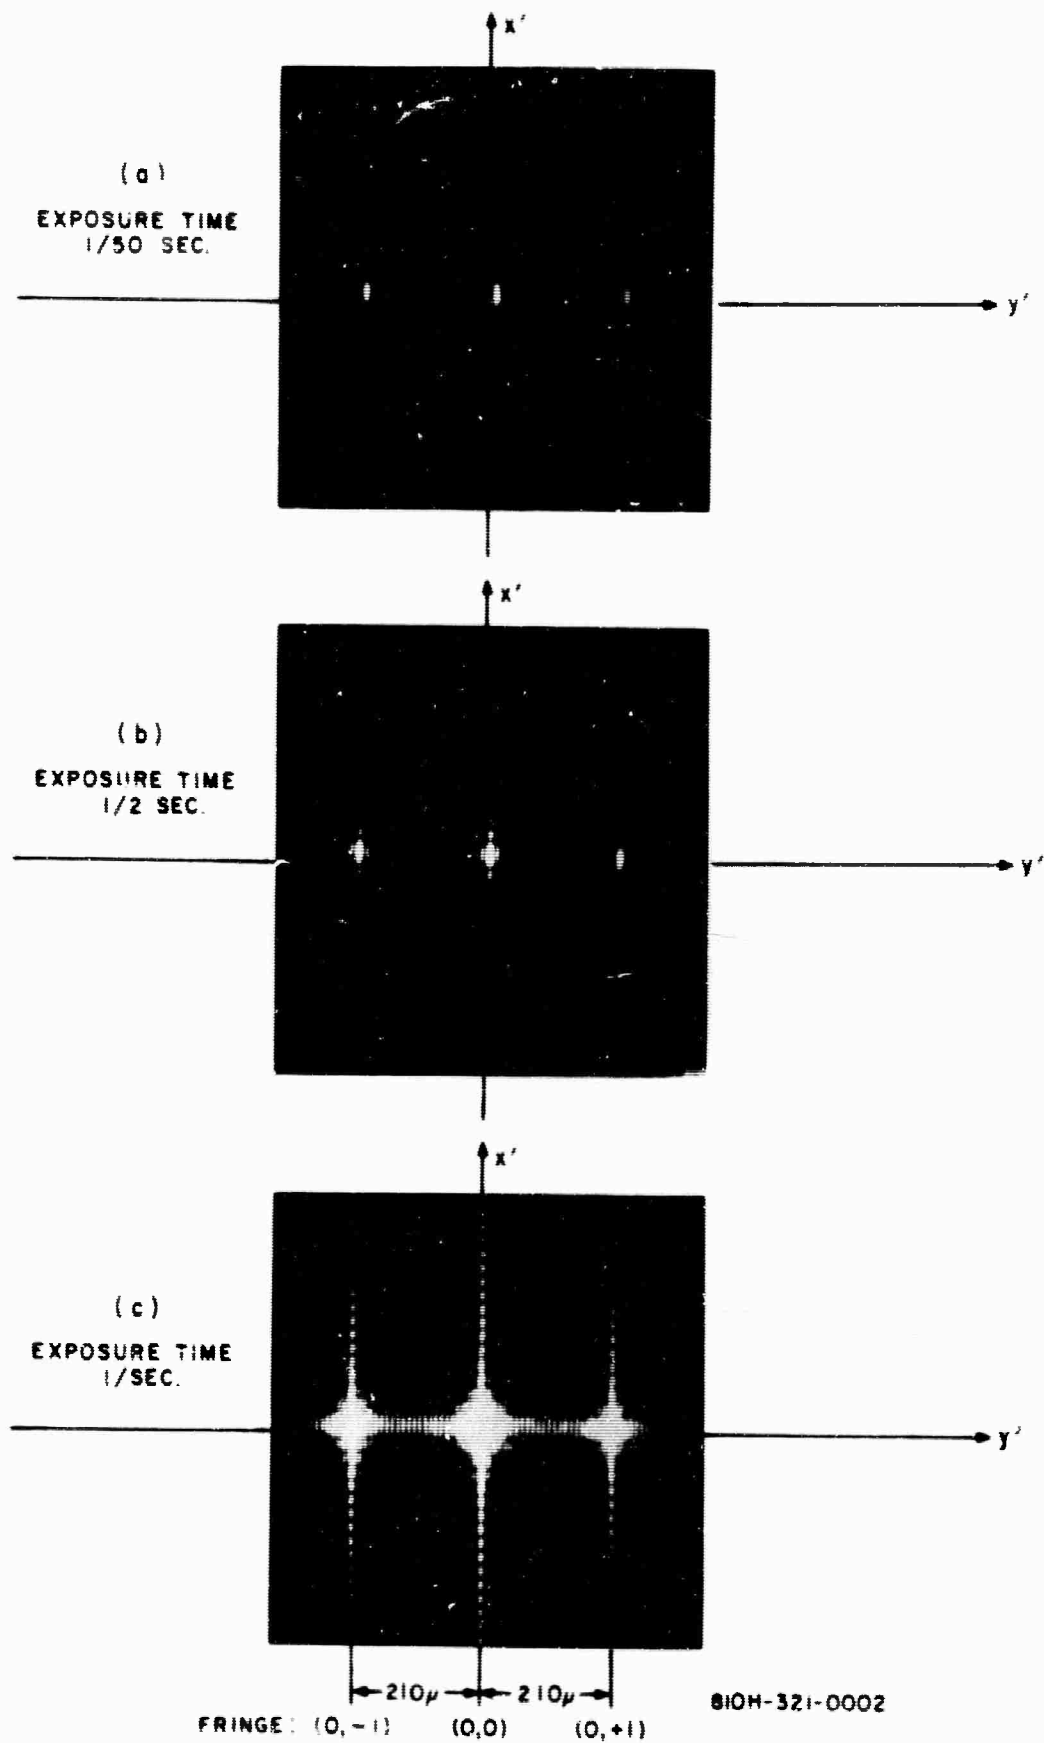 x′
(a)
EXPOSURE TIME
1/50 SEC.
y′
x′
(b)
EXPOSURE TIME
1/2 SEC.
y′
x′
(c)
EXPOSURE TIME
1/SEC.
y′
210μ 210μ
810H-321-0002
FRINGE: (0,-1) (0,0) (0,+1)